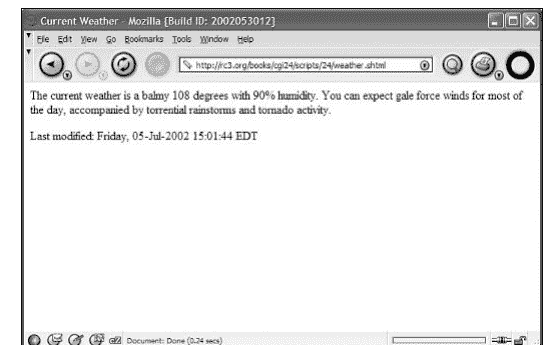 Current Weather - Mozilla {Build ID: 2002053012}
File Edit View Go Bookmarks Tools Window Help
http://rc3.org/books/cgi24/scripts/24/weather.shtml
The current weather is a balmy 108 degrees with 90% humidity. You can expect gale force winds for most of
the day, accompanied by torrential rainstorms and tornado activity.
Last modified: Friday, 05-Jul-2002 15:01:44 EDT
Document: Done (0.24 secs)